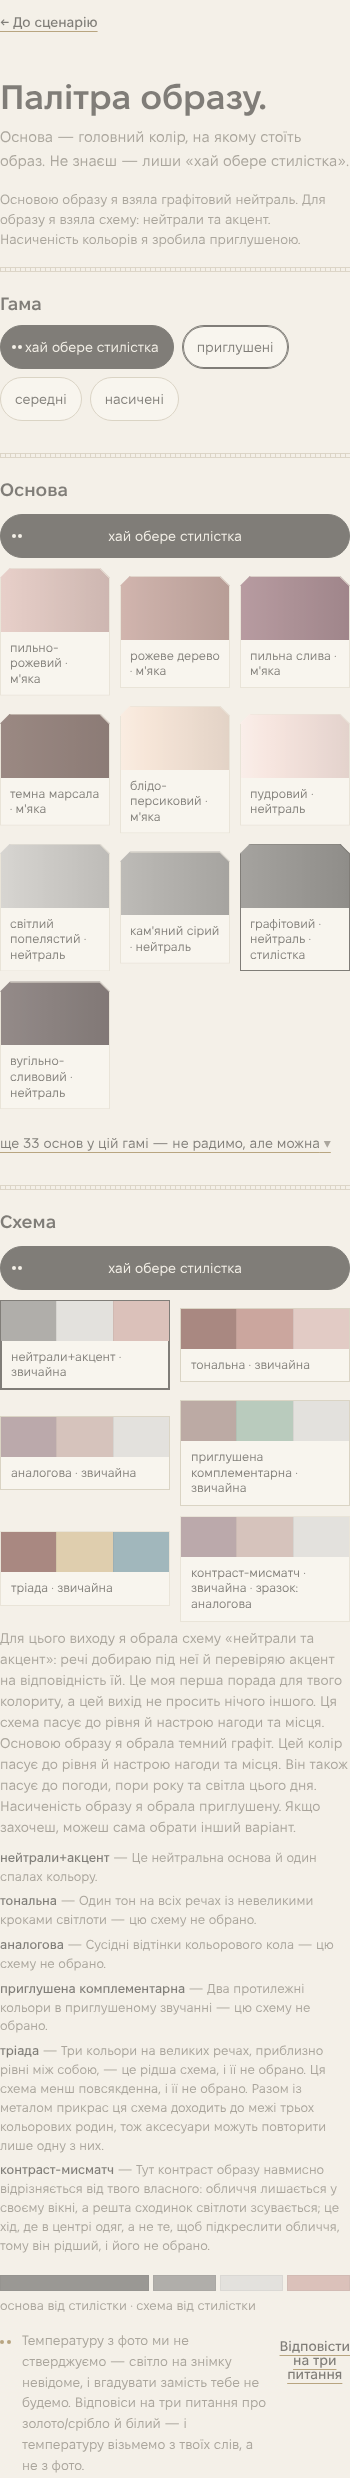 ← До сценарію
Палітра образу.
Основа — головний колір, на якому стоїть
образ. Не знаєш — лиши «хай обере стилістка».
Основою образу я взяла графітовий нейтраль. Для
образу я взяла схему: нейтрали та акцент.
Насиченість кольорів я зробила приглушеною.
Гама
хай обере стилістка
приглушені
середні
насичені
Основа
хай обере стилістка
пильно-
рожевий ·
м'яка
рожеве дерево
· м'яка
пильна слива ·
м'яка
темна марсала
· м'яка
блідо-
персиковий ·
м'яка
пудровий ·
нейтраль
світлий
попелястий ·
нейтраль
кам'яний сірий
· нейтраль
графітовий ·
нейтраль ·
стилістка
вугільно-
сливовий ·
нейтраль
ще 33 основ у цій гамі — не радимо, але можна ▾
Схема
хай обере стилістка
нейтрали+акцент ·
звичайна
тональна · звичайна
аналогова · звичайна
приглушена
комплементарна ·
звичайна
тріада · звичайна
контраст-мисматч ·
звичайна · зразок:
аналогова
Для цього виходу я обрала схему «нейтрали та
акцент»: речі добираю під неї й перевіряю акцент
на відповідність їй. Це моя перша порада для твого
колориту, а цей вихід не просить нічого іншого. Ця
схема пасує до рівня й настрою нагоди та місця.
Основою образу я обрала темний графіт. Цей колір
пасує до рівня й настрою нагоди та місця. Він також
пасує до погоди, пори року та світла цього дня.
Насиченість образу я обрала приглушену. Якщо
захочеш, можеш сама обрати інший варіант.
нейтрали+акцент — Це нейтральна основа й один
спалах кольору.
тональна — Один тон на всіх речах із невеликими
кроками світлоти — цю схему не обрано.
аналогова — Сусідні відтінки кольорового кола — цю
схему не обрано.
приглушена комплементарна — Два протилежні
кольори в приглушеному звучанні — цю схему не
обрано.
тріада — Три кольори на великих речах, приблизно
рівні між собою, — це рідша схема, і її не обрано. Ця
схема менш повсякденна, і її не обрано. Разом із
металом прикрас ця схема доходить до межі трьох
кольорових родин, тож аксесуари можуть повторити
лише одну з них.
контраст-мисматч — Тут контраст образу навмисно
відрізняється від твого власного: обличчя лишається у
своєму вікні, а решта сходинок світлоти зсувається; це
хід, де в центрі одяг, а не те, щоб підкреслити обличчя,
тому він рідший, і його не обрано.
основа від стилістки · схема від стилістки
Температуру з фото ми не
стверджуємо — світло на знімку
невідоме, і вгадувати замість тебе не
будемо. Відповіси на три питання про
золото/срібло й білий — і
температуру візьмемо з твоїх слів, а
не з фото.
Відповісти
на три
питання